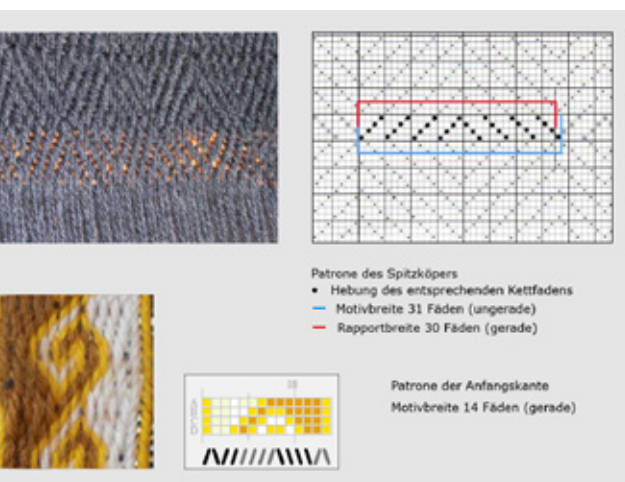 Patrone des Spitzköpers
Hebung des entsprechenden Kettfadens
Motivbreite 31 Fäden (ungerade)
Rapportbreite 30 Fäden (gerade)
Patrone der Anfangskante
Motivbreite 14 Fäden (gerade)